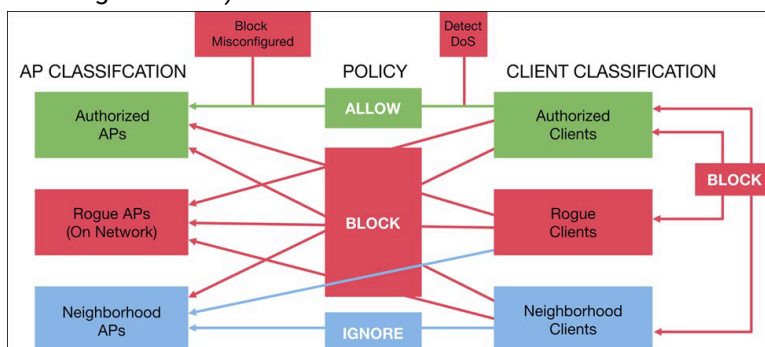 Block
Misconfigured
Detect
DoS
AP CLASSIFCATION
POLICY
CLIENT CLASSIFICATION
Authorized
APs
ALLOW
Authorized
Clients
BLOCK
Rogue APs
(On Network)
BLOCK
Rogue
Clients
Neighborhood
APs
IGNORE
Neighborhood
Clients